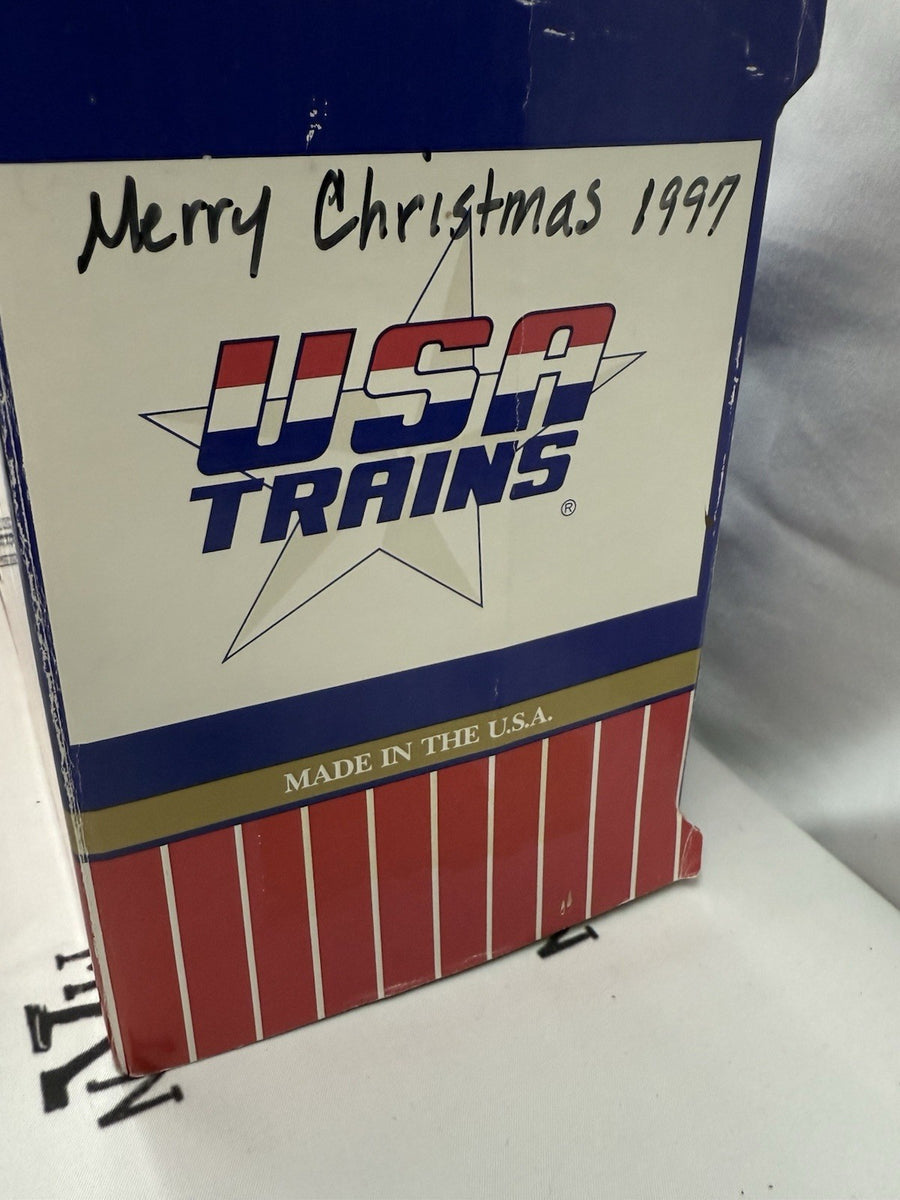 Merry Christmas 1997
USA
TRAINS
®
MADE IN THE U.S.A.